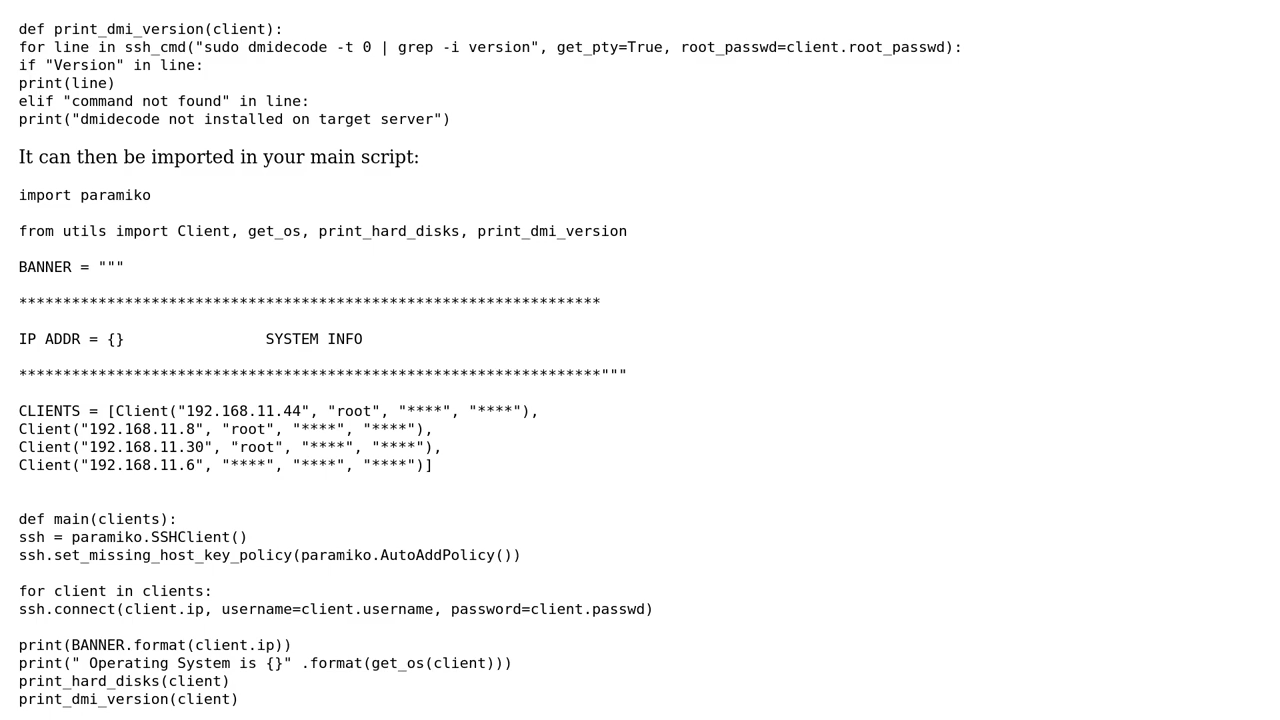 def print_dmi_version(client):
for line in ssh_cmd("sudo dmidecode -t 0 | grep -i version", get_pty=True, root_passwd=client.root_passwd):
if "Version" in line:
print(line)
elif "command not found" in line:
print("dmidecode not installed on target server")
It can then be imported in your main script:
import paramiko
from utils import Client, get_os, print_hard_disks, print_dmi_version
BANNER = """
******************************************************************
IP ADDR = {}                SYSTEM INFO
******************************************************************"""
CLIENTS = [Client("192.168.11.44", "root", "****", "****"),
Client("192.168.11.8", "root", "****", "****"),
Client("192.168.11.30", "root", "****", "****"),
Client("192.168.11.6", "****", "****", "****")]
def main(clients):
ssh = paramiko.SSHClient()
ssh.set_missing_host_key_policy(paramiko.AutoAddPolicy())
for client in clients:
ssh.connect(client.ip, username=client.username, password=client.passwd)
print(BANNER.format(client.ip))
print(" Operating System is {}" .format(get_os(client)))
print_hard_disks(client)
print_dmi_version(client)